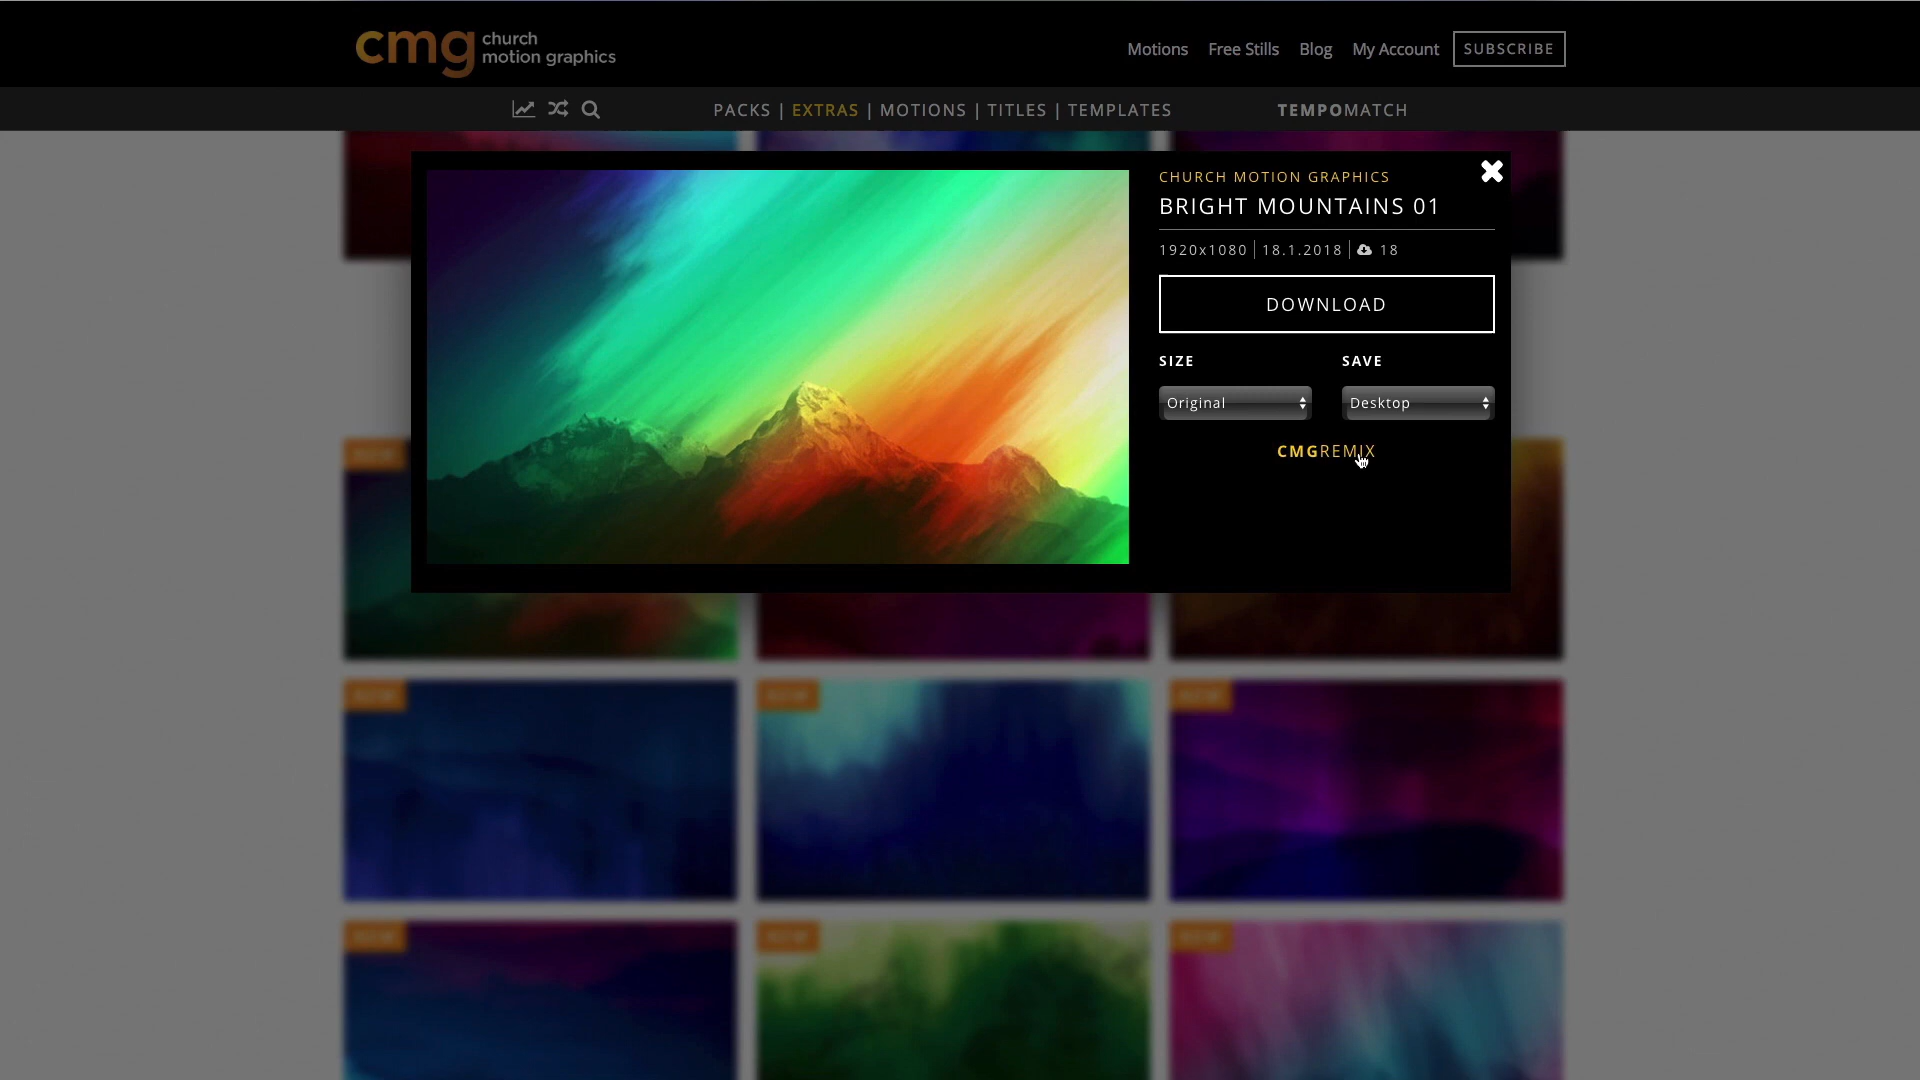 cmg church
motion graphics
Motions Free Stills Blog My Account SUBSCRIBE
PACKS | EXTRAS | MOTIONS | TITLES | TEMPLATES TEMPOMATCH
CHURCH MOTION GRAPHICS
BRIGHT MOUNTAINS 01
1920x1080 | 18.1.2018 | 18
DOWNLOAD
SIZE SAVE
Original Desktop
CMGREMIX